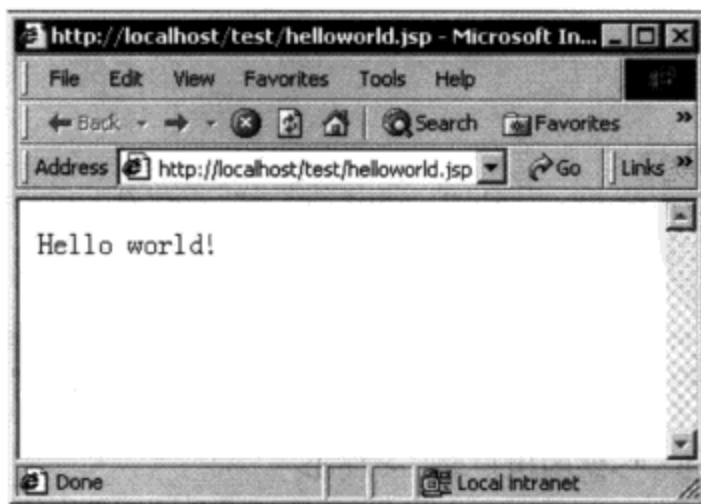 http://localhost/test/helloworld.jsp - Microsoft In...
File Edit View Favorites Tools Help
Back Search Favorites »
Address http://localhost/test/helloworld.jsp Go Links »
Hello world!
Done Local intranet